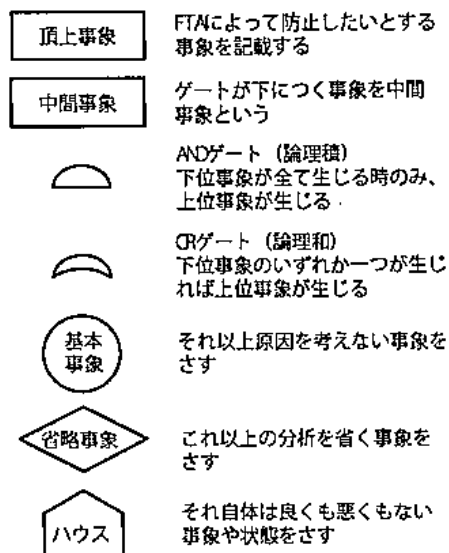 頂上事象
FTAによって防止したいとする
事象を記載する
中間事象
ゲートが下につく事象を中間
事象という
ANDゲート（論理積）
下位事象が全て生じる時のみ、
上位事象が生じる．
ORゲート（論理和）
下位事象のいずれか一つが生じ
れば上位事象が生じる
基本
事象
それ以上原因を考えない事象を
さす
省略事象
これ以上の分析を省く事象を
さす
ハウス
それ自体は良くも悪くもない
事象や状態をさす